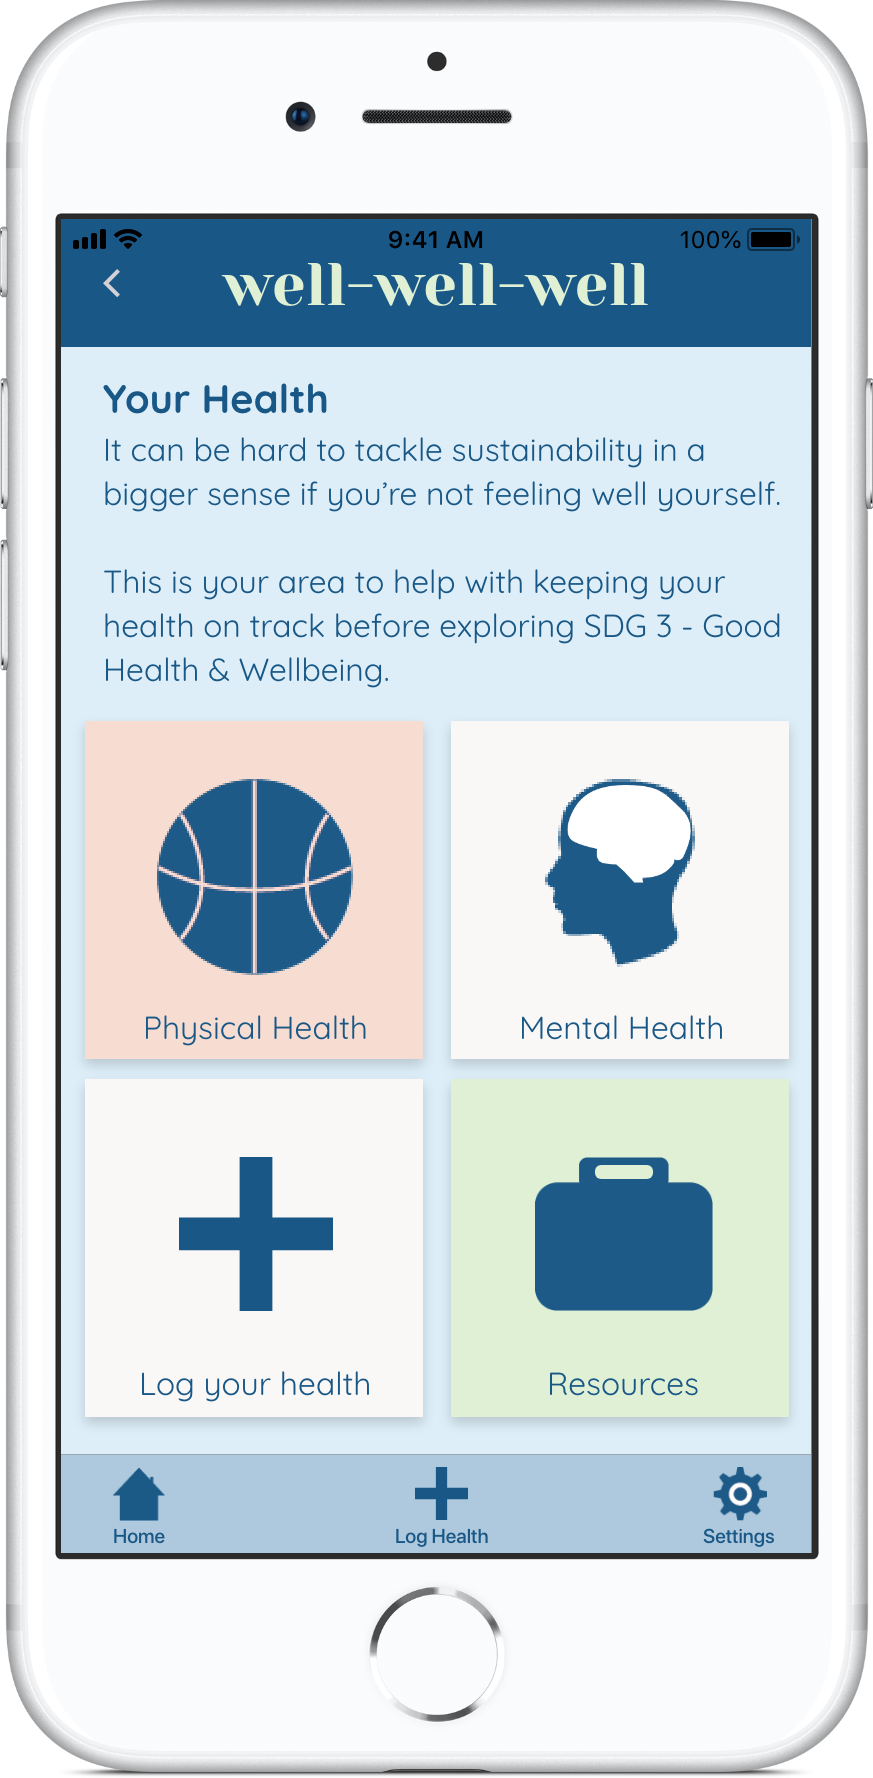 9:41 AM 100%
well-well-well
Your Health
It can be hard to tackle sustainability in a
bigger sense if you’re not feeling well yourself.
This is your area to help with keeping your
health on track before exploring SDG 3 - Good
Health & Wellbeing.
Physical Health Mental Health
Log your health Resources
Home Log Health Settings